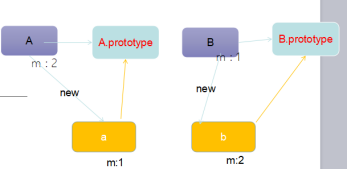 A
A.prototype
m : 2
new
a
m:1
B
B.prototype
m : 1
new
b
m:2